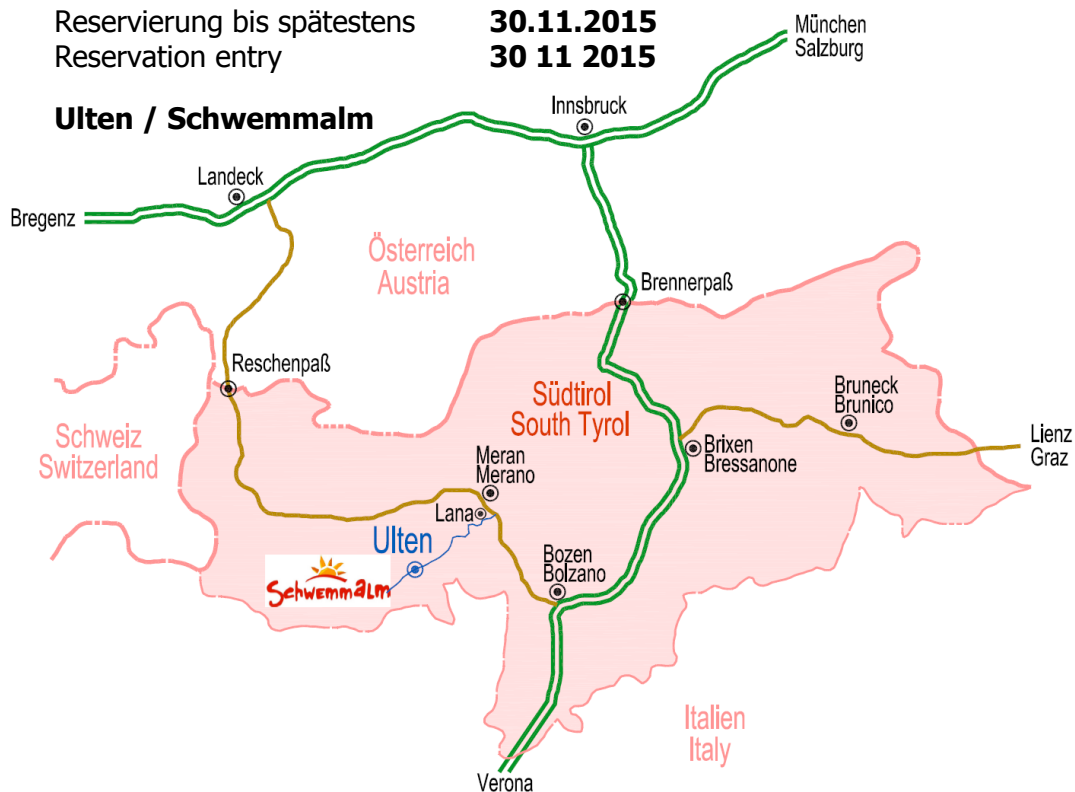 Reservierung bis spätestens 30.11.2015
Reservation entry 30 11 2015
Ulten / Schwemmalm
München
Salzburg
Innsbruck
Landeck
Bregenz
Österreich
Austria
Brennerpaß
Reschenpaß
Südtirol
South Tyrol
Bruneck
Brunico
Schweiz
Switzerland
Brixen
Bressanone
Lienz
Graz
Meran
Merano
Lana
Ulten
Schwemmalm
Bozen
Bolzano
Italien
Italy
Verona